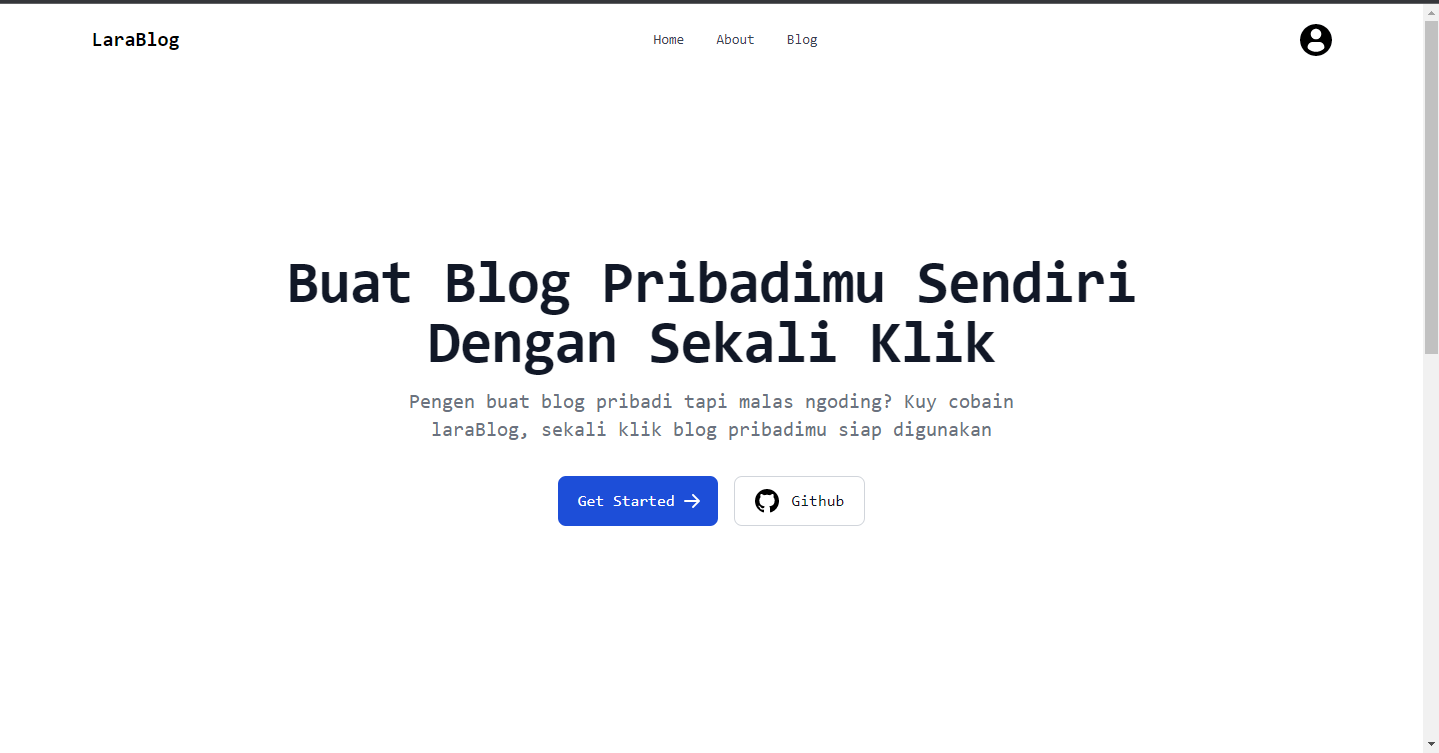 LaraBlog
Home About Blog
Buat Blog Pribadimu Sendiri
Dengan Sekali Klik
Pengen buat blog pribadi tapi malas ngoding? Kuy cobain
laraBlog, sekali klik blog pribadimu siap digunakan
Get Started
Github